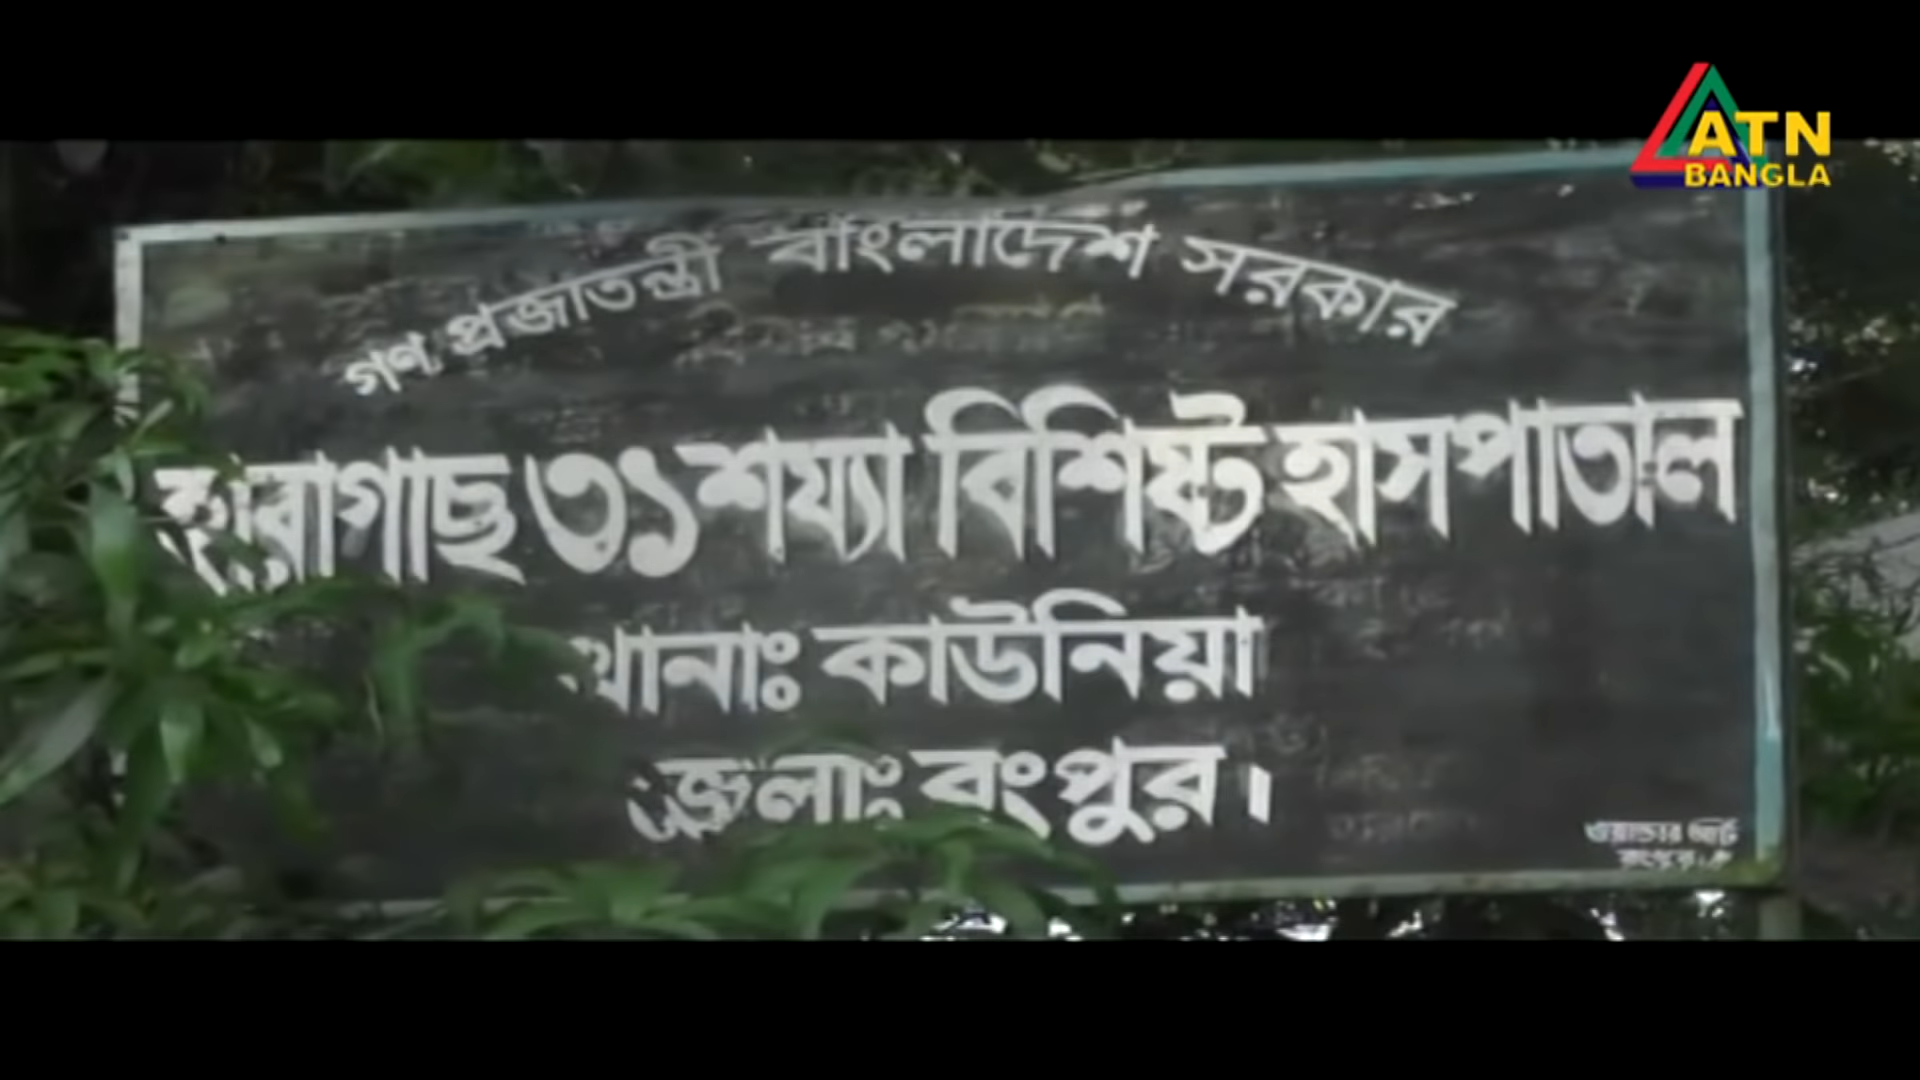 ATN
BANGLA
গণ প্রজাতন্ত্রী বাংলাদেশ সরকার
হারাগাছ ৩১ শয্যা বিশিষ্ট হাসপাতাল
থানাঃ কাউনিয়া
জেলাঃ রংপুর।